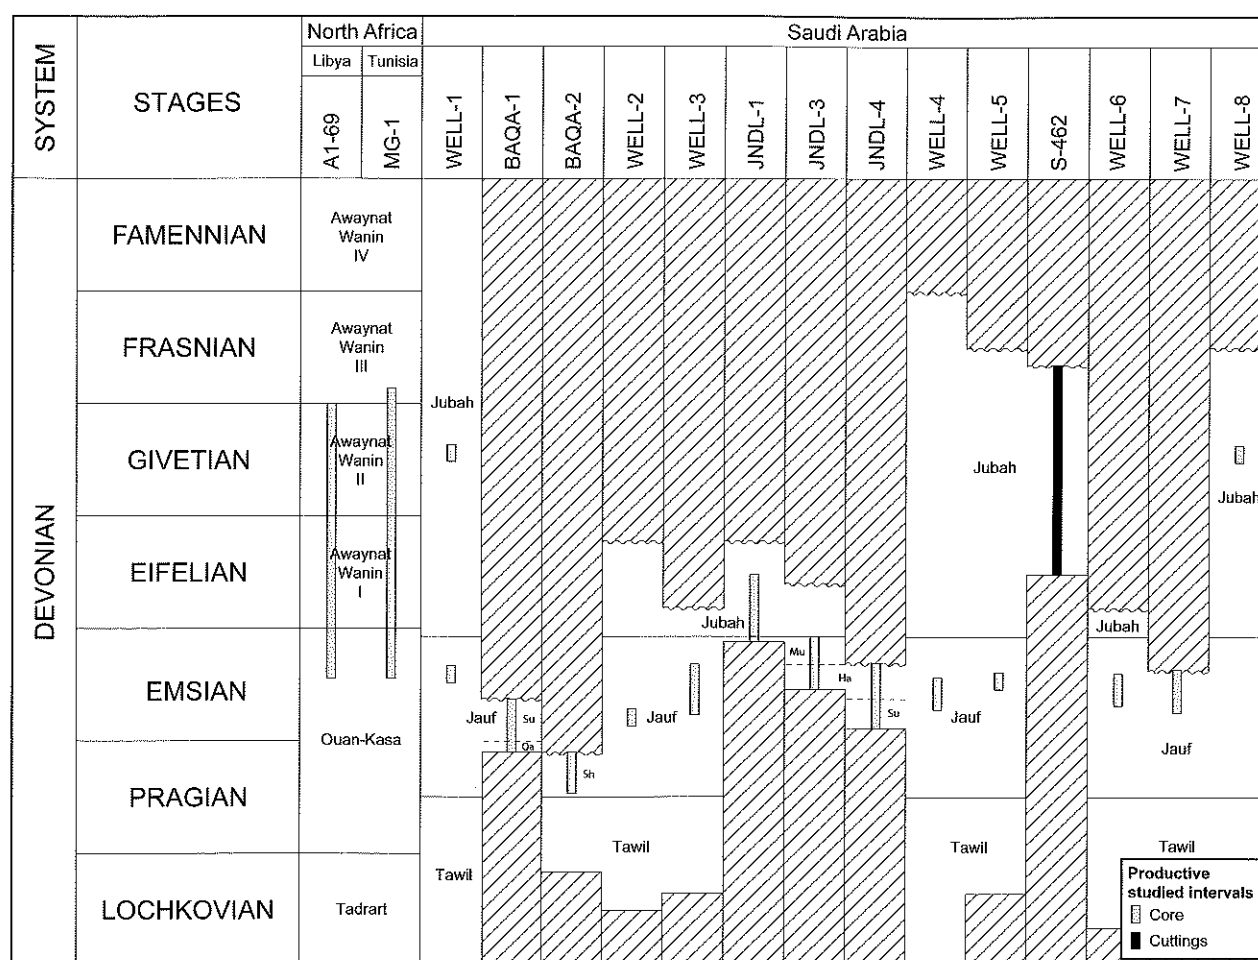 SYSTEM
STAGES
North Africa
Saudi Arabia
Libya
Tunisia
A1-69
MG-1
WELL-1
BAQA-1
BAQA-2
WELL-2
WELL-3
JNDL-1
JNDL-3
JNDL-4
WELL-4
WELL-5
S-462
WELL-6
WELL-7
WELL-8
DEVONIAN
FAMENNIAN
Awaynat
Wanin
IV
FRASNIAN
Awaynat
Wanin
III
Jubah
GIVETIAN
Awaynat
Wanin
II
Jubah
Jubah
EIFELIAN
Awaynat
Wanin
I
Jubah
Jubah
EMSIAN
Mu
Ha
Jauf
Su
Jauf
Su
Jauf
Qa
Ouan-Kasa
Jauf
PRAGIAN
Sh
Tawil
Tawil
Tawil
Tawil
LOCHKOVIAN
Tadrart
Productive
studied intervals
Core
Cuttings